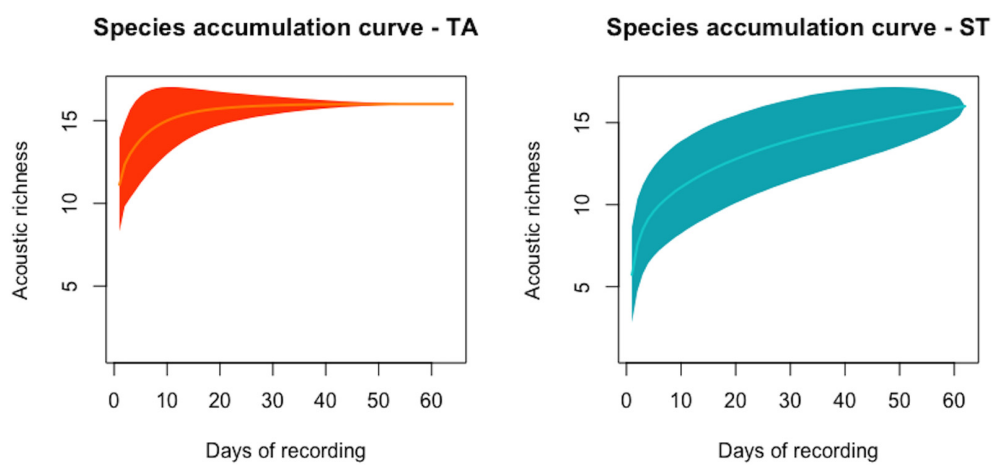 Species accumulation curve - TA
15
10
5
Acoustic richness
0 10 20 30 40 50 60
Days of recording
Species accumulation curve - ST
15
10
5
Acoustic richness
0 10 20 30 40 50 60
Days of recording